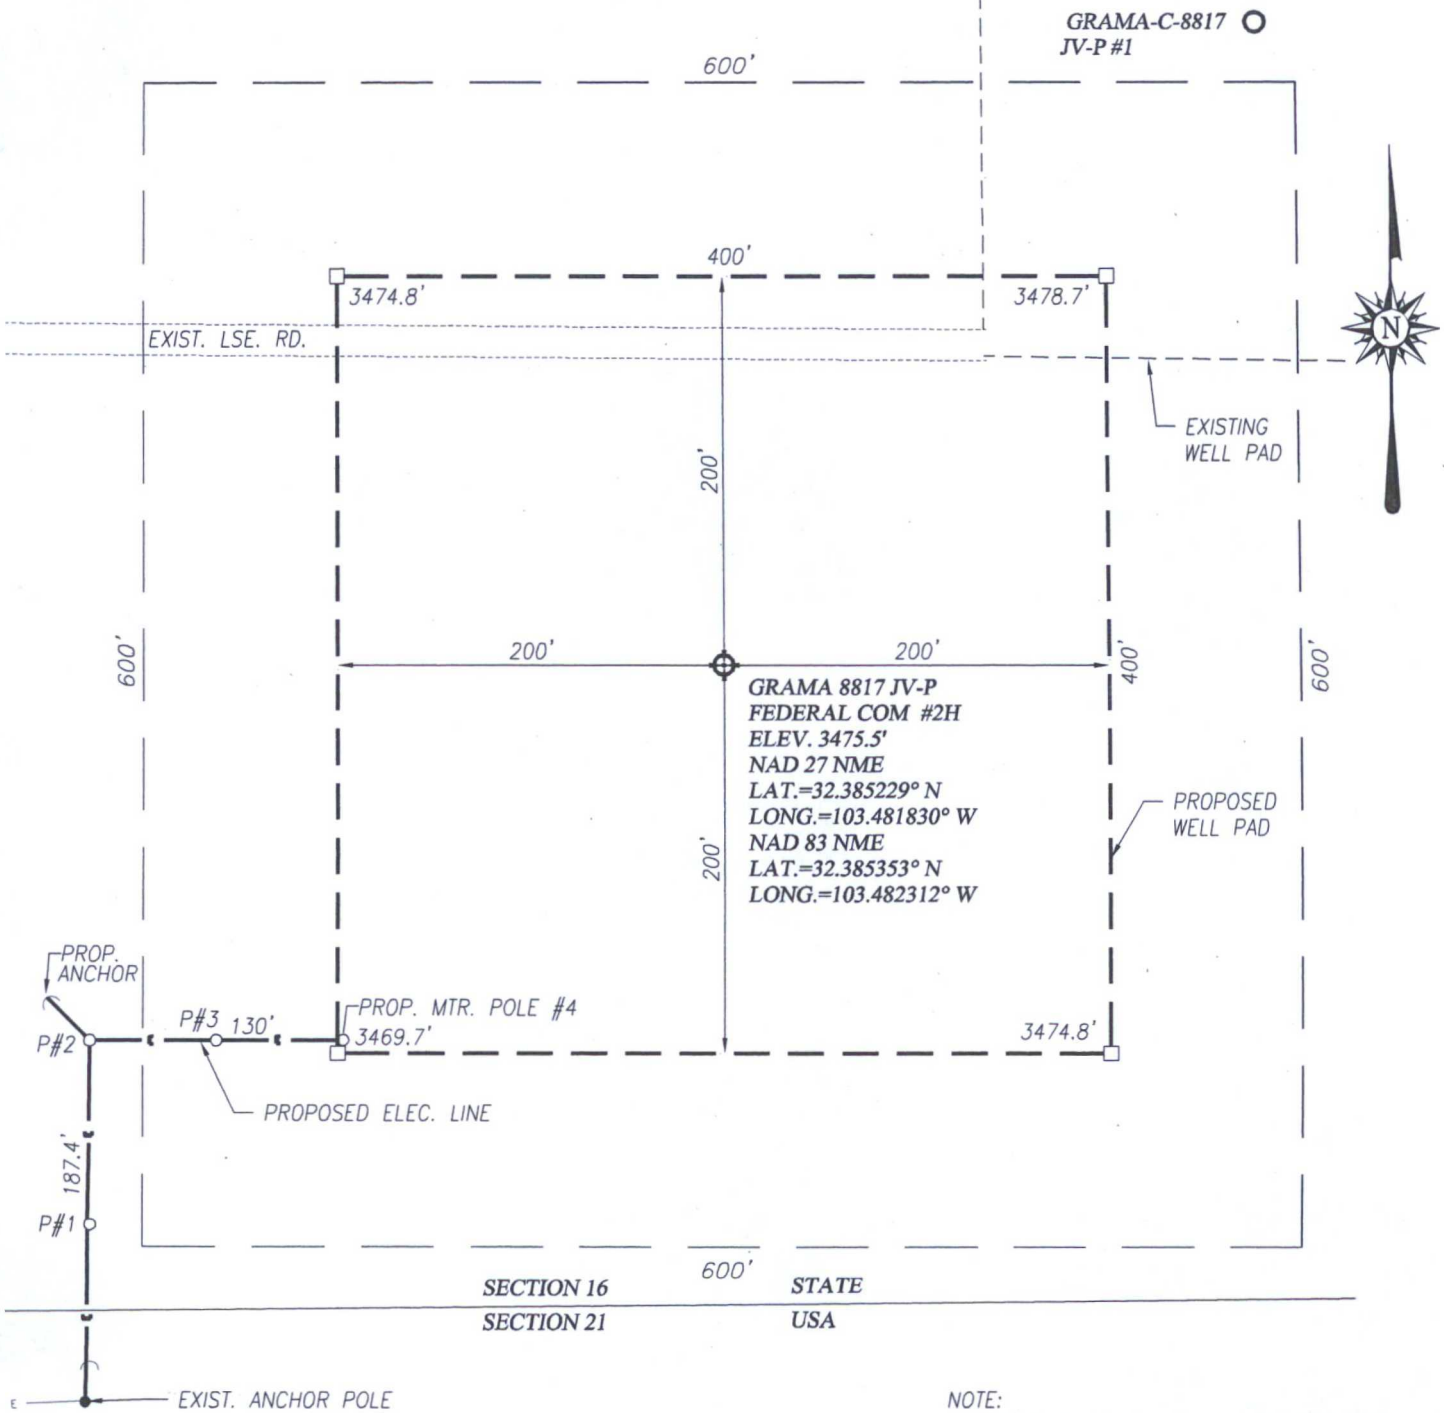 GRAMA-C-8817
JV-P #1
600'
400'
3474.8'
3478.7'
EXIST. LSE. RD.
N
EXISTING
WELL PAD
200'
600'
200'
200'
400'
600'
GRAMA 8817 JV-P
FEDERAL COM #2H
ELEV. 3475.5'
NAD 27 NME
LAT.=32.385229° N
LONG.=103.481830° W
NAD 83 NME
LAT.=32.385353° N
LONG.=103.482312° W
PROPOSED
WELL PAD
200'
PROP.
ANCHOR
P#2
P#3
130'
PROP. MTR. POLE #4
3469.7'
3474.8'
PROPOSED ELEC. LINE
187.4'
P#1
600'
SECTION 16
STATE
SECTION 21
USA
E
EXIST. ANCHOR POLE
NOTE: